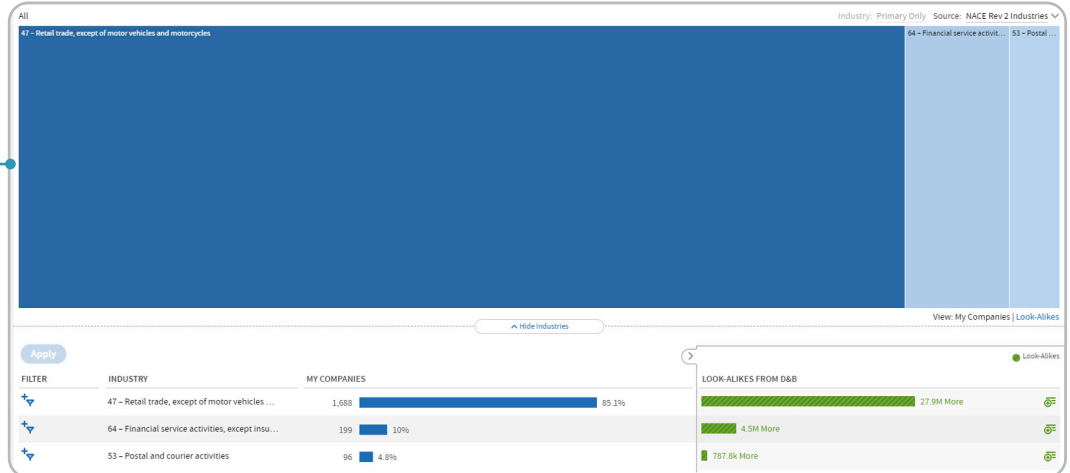 All
Industry: Primary Only Source: NACE Rev 2 Industries
47 – Retail trade, except of motor vehicles and motorcycles
64 – Financial service activit...
53 – Postal ...
View: My Companies | Look-Alikes
Hide Industries
Apply
Look-Alikes
FILTER INDUSTRY MY COMPANIES LOOK-ALIKES FROM D&B
47 – Retail trade, except of motor vehicles ... 1,688 85.1% 27.9M More
64 – Financial service activities, except insu... 199 10% 4.5M More
53 – Postal and courier activities 96 4.8% 787.8k More